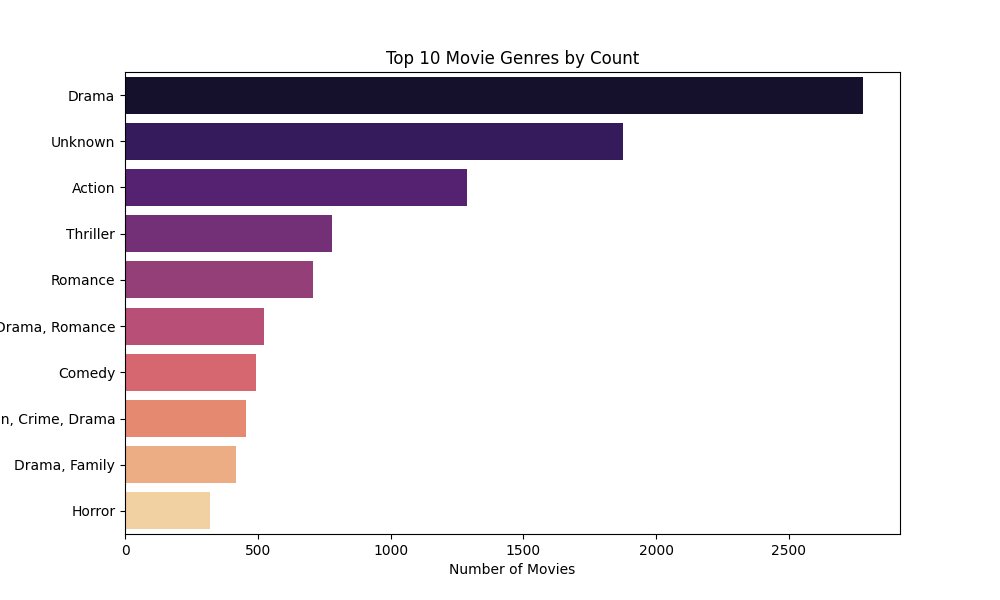 Top 10 Movie Genres by Count
Drama
Unknown
Action
Thriller
Romance
Drama, Romance
Comedy
n, Crime, Drama
Drama, Family
Horror
0 500 1000 1500 2000 2500
Number of Movies